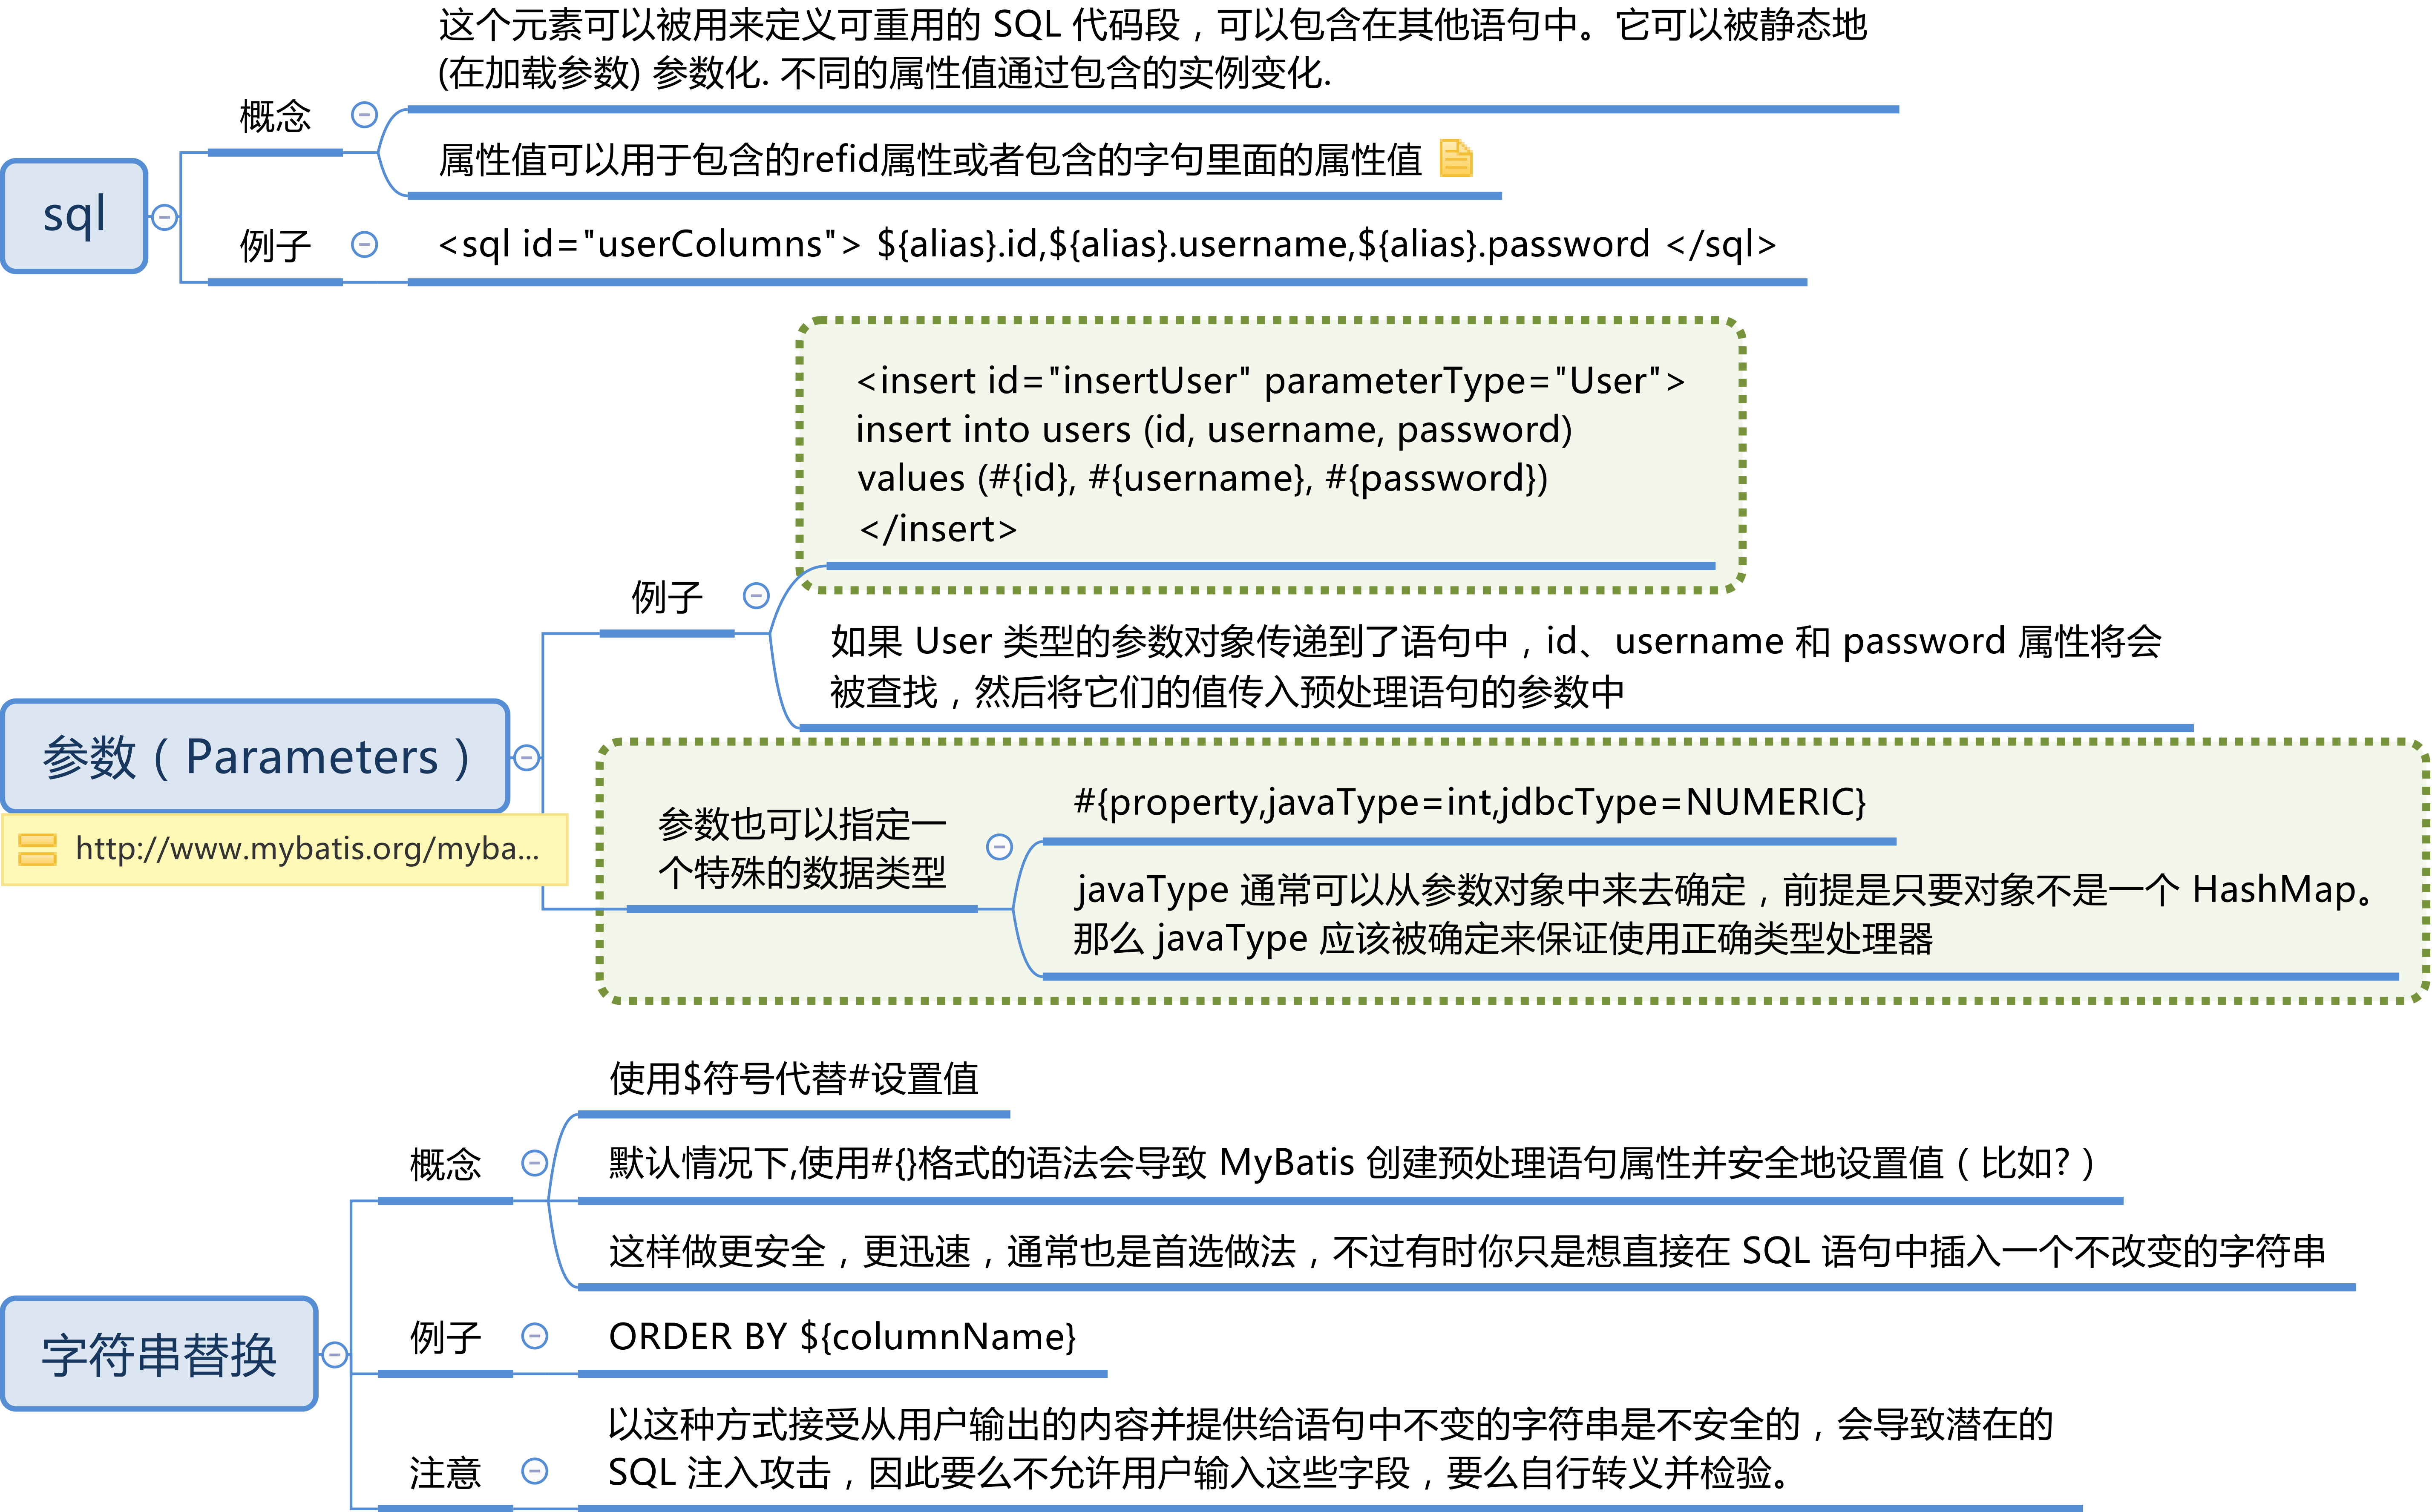 这个元素可以被用来定义可重用的 SQL 代码段，可以包含在其他语句中。它可以被静态地
(在加载参数) 参数化. 不同的属性值通过包含的实例变化.
概念
属性值可以用于包含的refid属性或者包含的字句里面的属性值
sql
例子
<sql id="userColumns"> ${alias}.id,${alias}.username,${alias}.password </sql>
<insert id="insertUser" parameterType="User">
insert into users (id, username, password)
values (#{id}, #{username}, #{password})
</insert>
例子
如果 User 类型的参数对象传递到了语句中，id、username 和 password 属性将会
被查找，然后将它们的值传入预处理语句的参数中
参数（Parameters）
http://www.mybatis.org/myba...
参数也可以指定一
个特殊的数据类型
#{property,javaType=int,jdbcType=NUMERIC}
javaType 通常可以从参数对象中来去确定，前提是只要对象不是一个 HashMap。
那么 javaType 应该被确定来保证使用正确类型处理器
使用$符号代替#设置值
概念
默认情况下,使用#{}格式的语法会导致 MyBatis 创建预处理语句属性并安全地设置值（比如?）
这样做更安全，更迅速，通常也是首选做法，不过有时你只是想直接在 SQL 语句中插入一个不改变的字符串
字符串替换
例子
ORDER BY ${columnName}
以这种方式接受从用户输出的内容并提供给语句中不变的字符串是不安全的，会导致潜在的
SQL 注入攻击，因此要么不允许用户输入这些字段，要么自行转义并检验。
注意